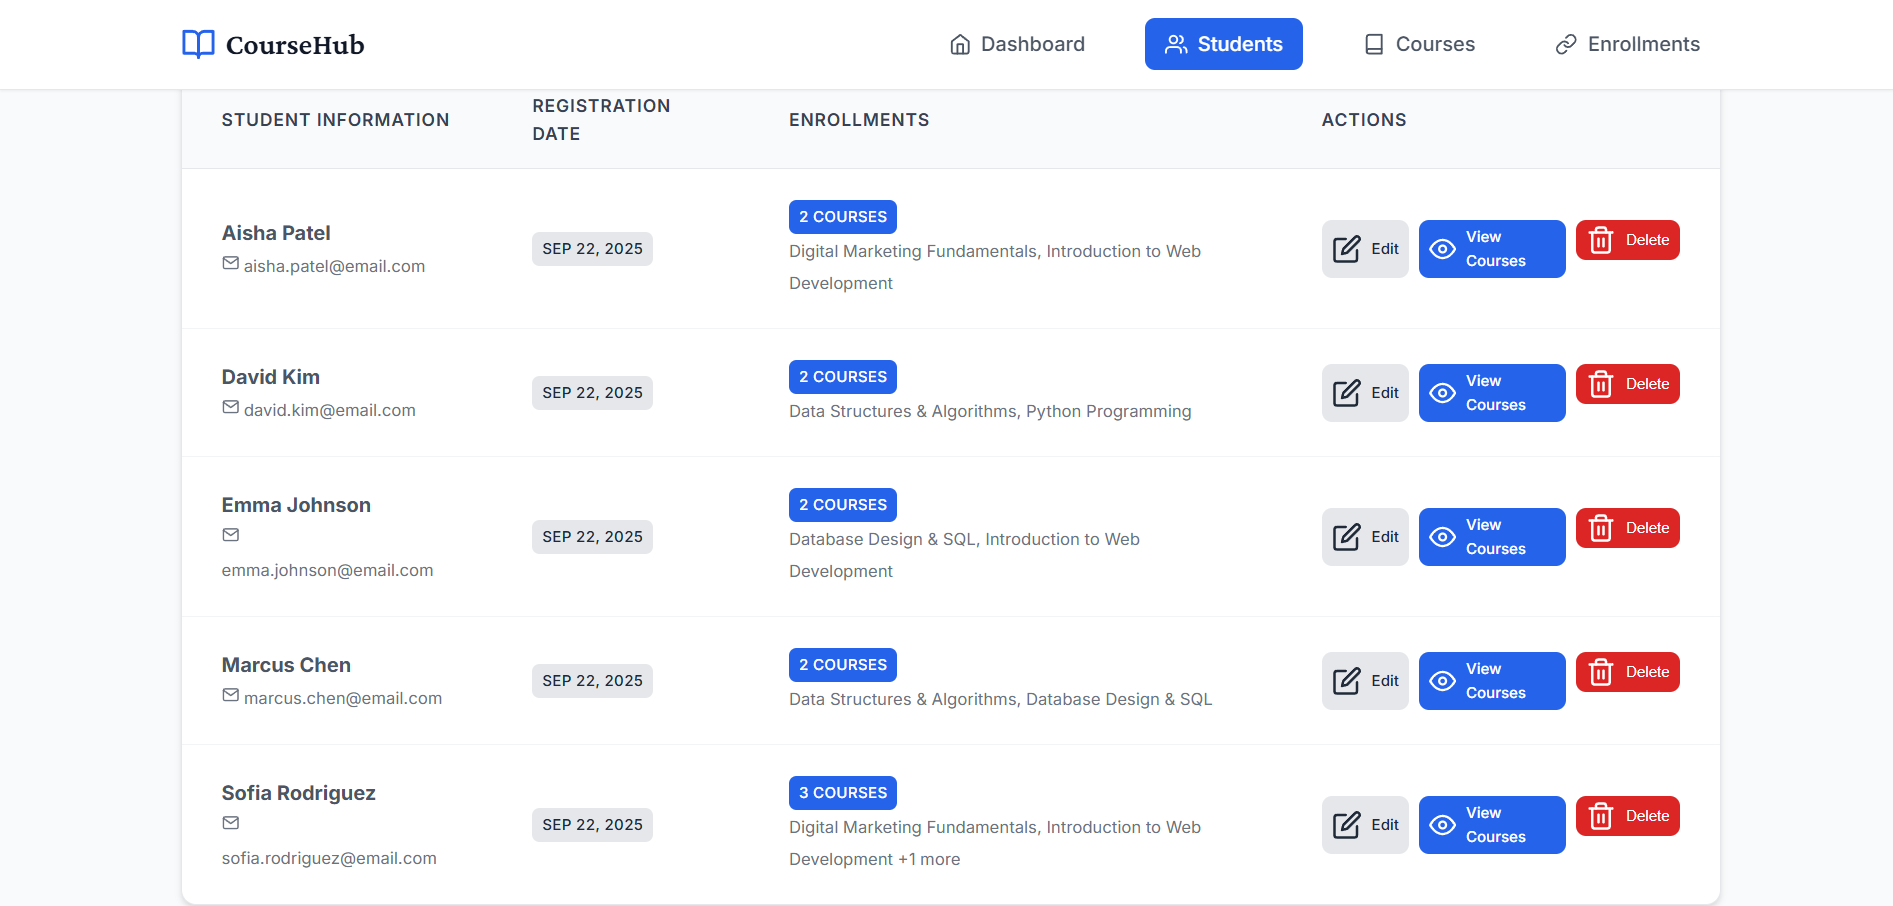 CourseHub
Dashboard
Students
Courses
Enrollments
STUDENT INFORMATION
REGISTRATION
DATE
ENROLLMENTS
ACTIONS
Aisha Patel
aisha.patel@email.com
SEP 22, 2025
2 COURSES
Digital Marketing Fundamentals, Introduction to Web
Development
Edit
View
Courses
Delete
David Kim
david.kim@email.com
SEP 22, 2025
2 COURSES
Data Structures & Algorithms, Python Programming
Edit
View
Courses
Delete
Emma Johnson
emma.johnson@email.com
SEP 22, 2025
2 COURSES
Database Design & SQL, Introduction to Web
Development
Edit
View
Courses
Delete
Marcus Chen
marcus.chen@email.com
SEP 22, 2025
2 COURSES
Data Structures & Algorithms, Database Design & SQL
Edit
View
Courses
Delete
Sofia Rodriguez
sofia.rodriguez@email.com
SEP 22, 2025
3 COURSES
Digital Marketing Fundamentals, Introduction to Web
Development +1 more
Edit
View
Courses
Delete